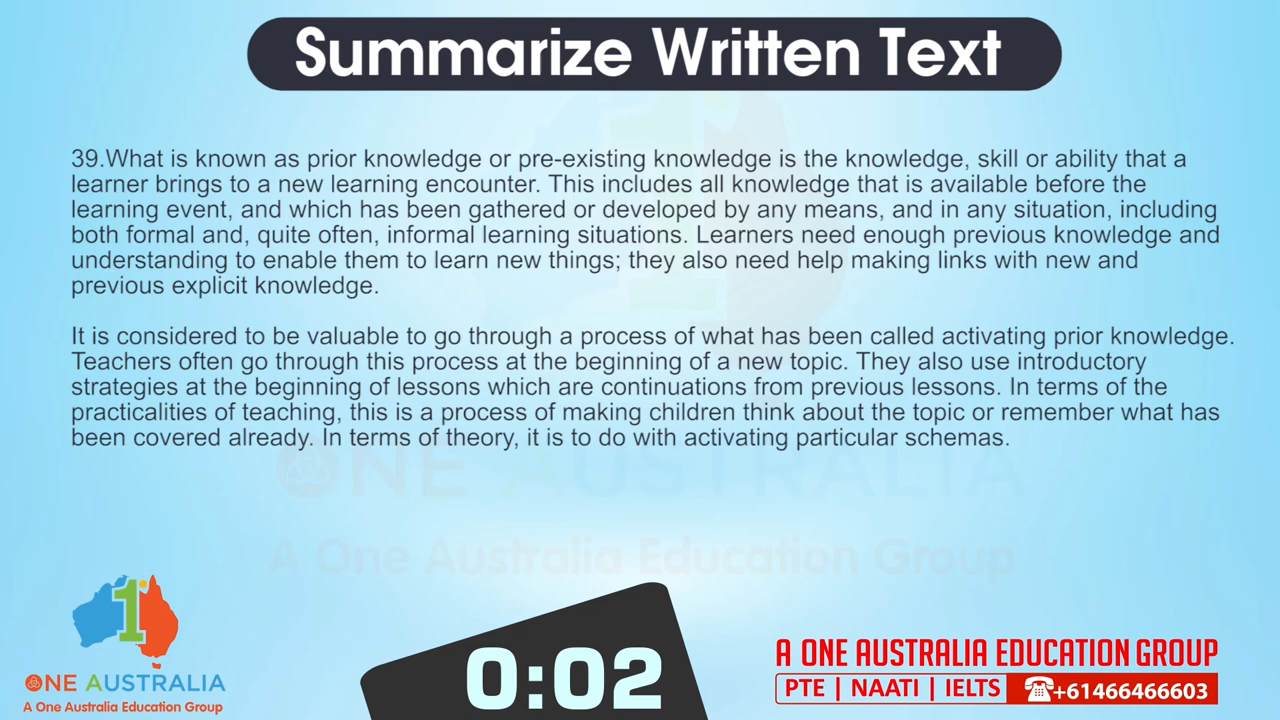 Summarize Written Text
39.What is known as prior knowledge or pre-existing knowledge is the knowledge, skill or ability that a
learner brings to a new learning encounter. This includes all knowledge that is available before the
learning event, and which has been gathered or developed by any means, and in any situation, including
both formal and, quite often, informal learning situations. Learners need enough previous knowledge and
understanding to enable them to learn new things; they also need help making links with new and
previous explicit knowledge.
It is considered to be valuable to go through a process of what has been called activating prior knowledge.
Teachers often go through this process at the beginning of a new topic. They also use introductory
strategies at the beginning of lessons which are continuations from previous lessons. In terms of the
practicalities of teaching, this is a process of making children think about the topic or remember what has
been covered already. In terms of theory, it is to do with activating particular schemas.
ONE AUSTRALIA
A One Australia Education Group
1
ONE AUSTRALIA
A One Australia Education Group
0:02
A ONE AUSTRALIA EDUCATION GROUP
PTE | NAATI | IELTS +61466466603